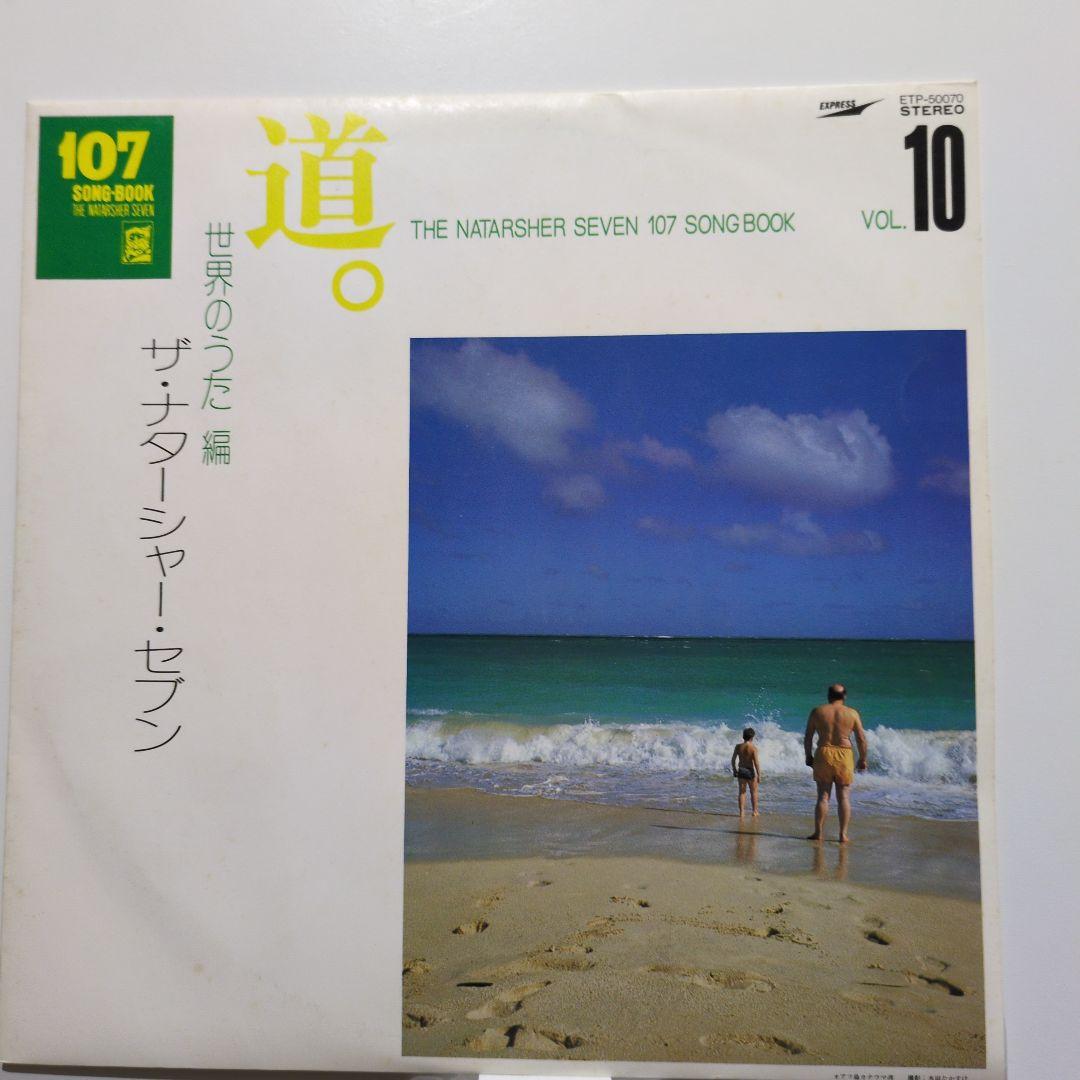 107
SONG-BOOK
THE NATARSHER SEVEN
道。
世界のうた 編
ザ・ナターシャー・セブン
THE NATARSHER SEVEN 107 SONG BOOK
EXPRESS
ETP-50070
STEREO
VOL. 10